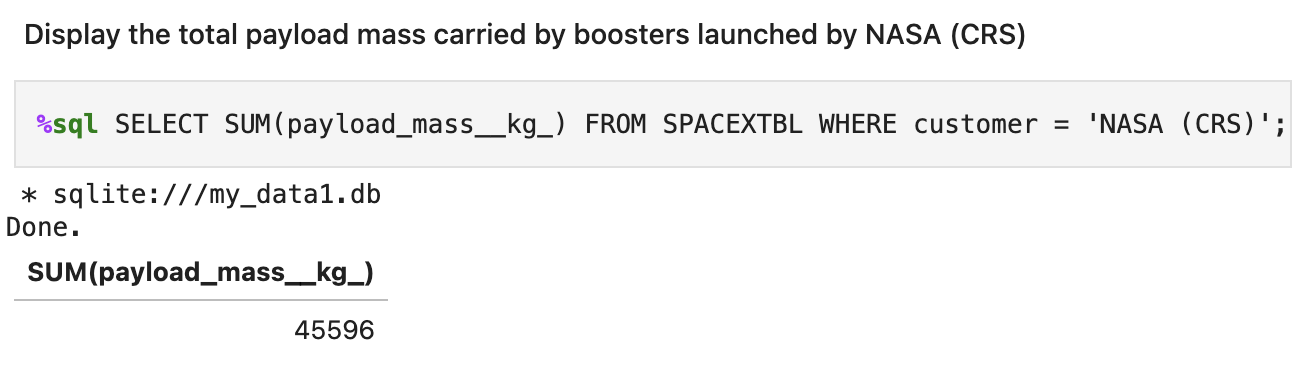 Display the total payload mass carried by boosters launched by NASA (CRS)
%sql SELECT SUM(payload_mass__kg_) FROM SPACEXTBL WHERE customer = 'NASA (CRS)';
* sqlite:///my_data1.db
Done.
SUM(payload_mass__kg_)
45596